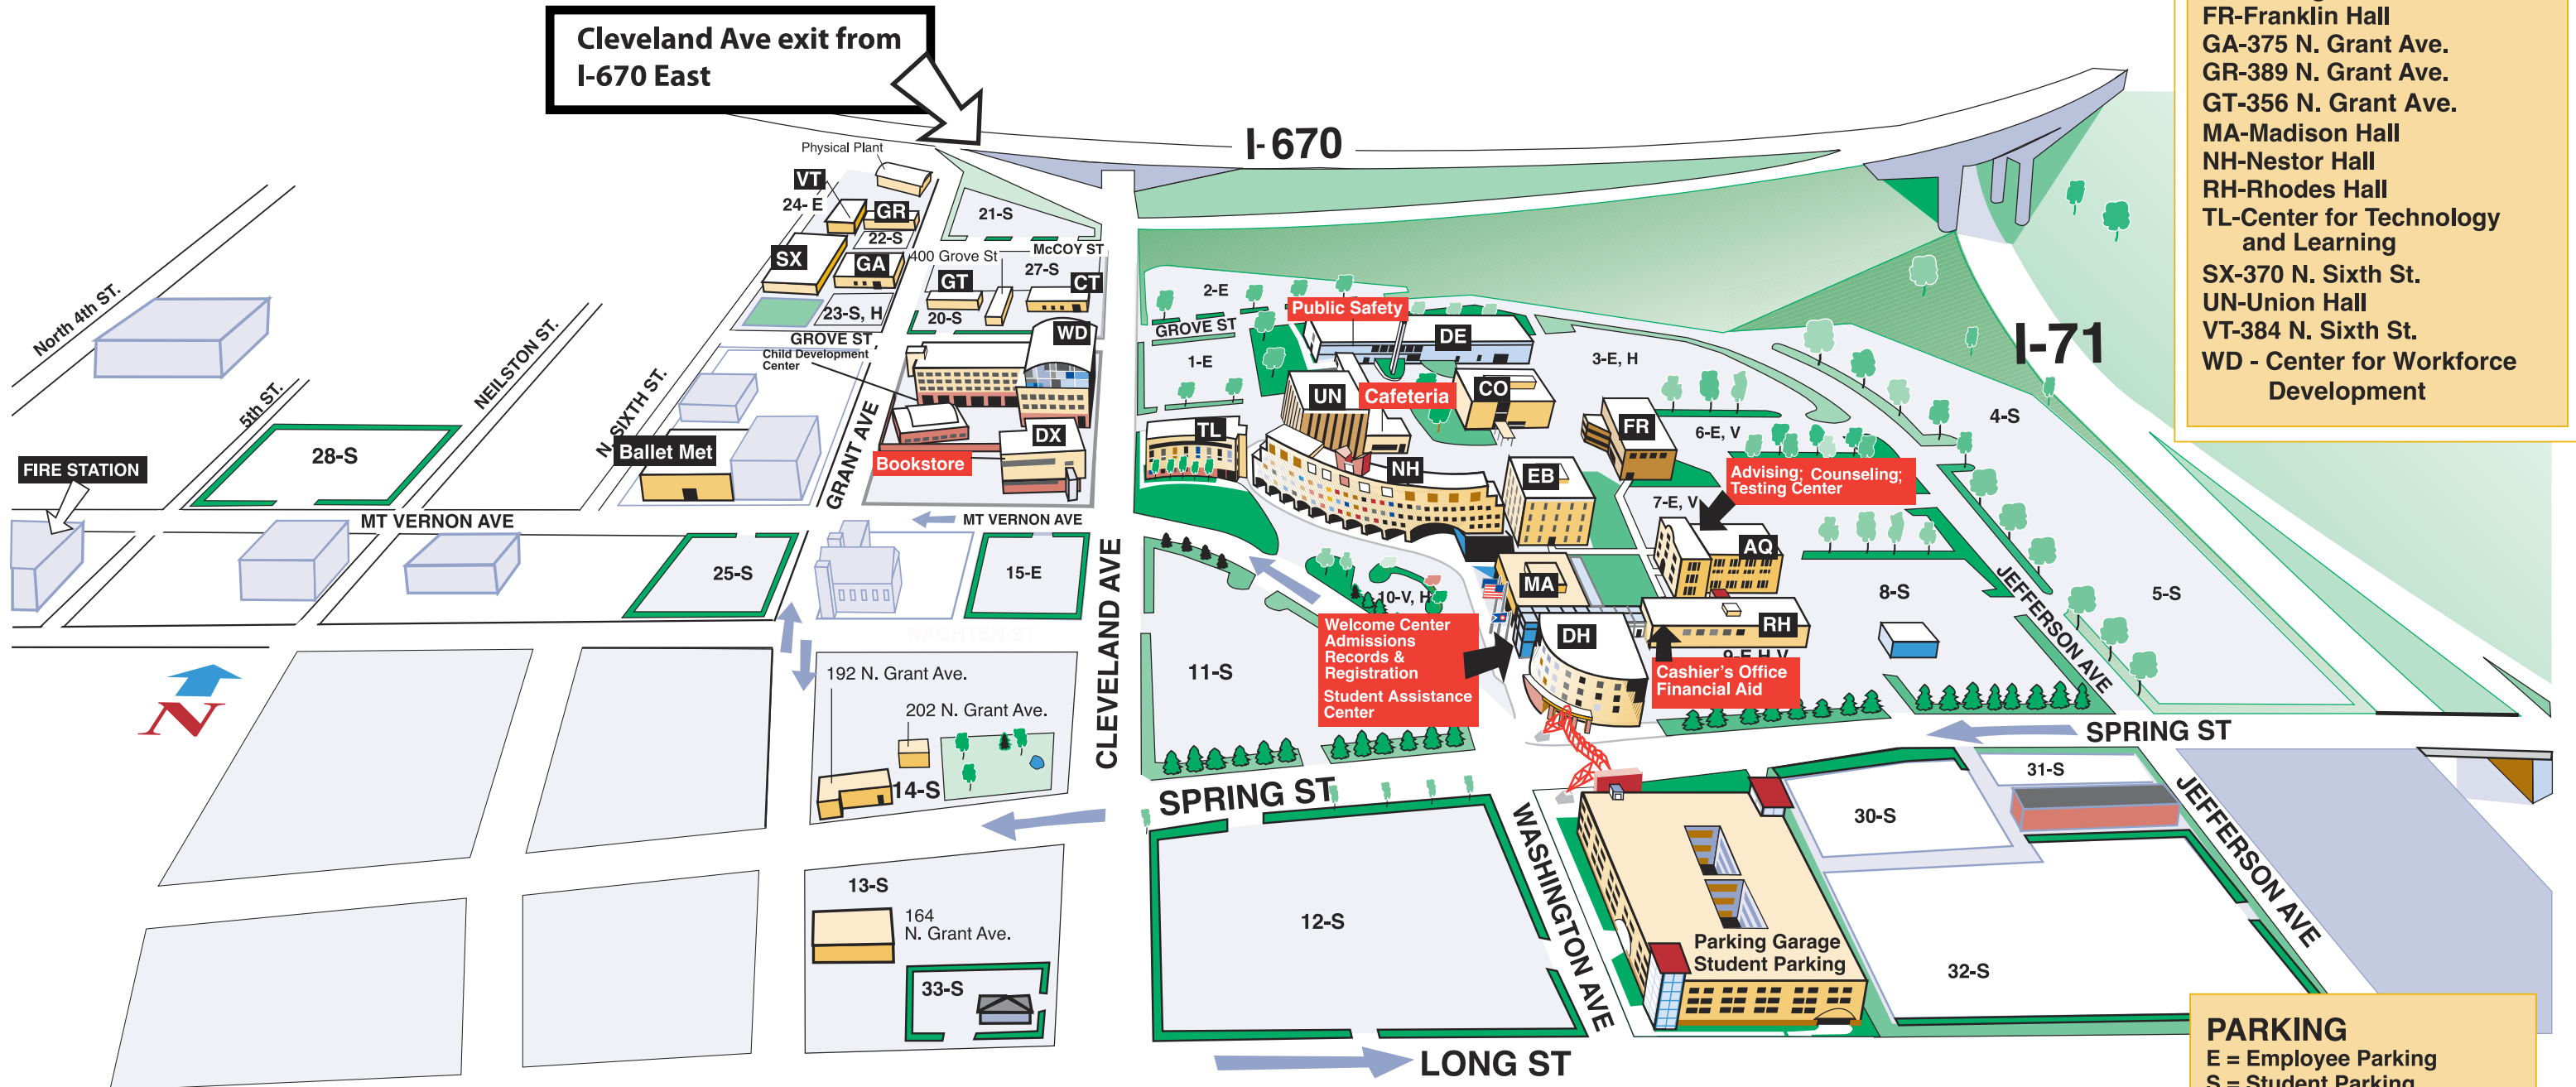 Cleveland Ave exit from
I-670 East
I-670
I-71
Physical Plant
VT
24-E
GR
22-S
21-S
SX
GA
400 Grove St
McCOY ST
27-S
GT
CT
23-S, H
20-S
GROVE ST
Child Development
Center
WD
North 4th ST.
5th ST.
NEILSTON ST.
N. SIXTH ST.
GRANT AVE
Ballet Met
Bookstore
DX
FIRE STATION
28-S
MT VERNON AVE
MT VERNON AVE
25-S
15-E
NAGHTEN ST
CLEVELAND AVE
N
192 N. Grant Ave.
202 N. Grant Ave.
14-S
13-S
164
N. Grant Ave.
33-S
2-E
GROVE ST
1-E
Public Safety
DE
3-E, H
UN
Cafeteria
CO
FR
6-E, V
4-S
TL
NH
EB
Advising; Counseling;
Testing Center
7-E, V
AQ
MA
10-V, H
8-S
5-S
JEFFERSON AVE
Welcome Center
Admissions
Records &
Registration
Student Assistance
Center
DH
RH
9-E H V
Cashier's Office
Financial Aid
11-S
SPRING ST
SPRING ST
12-S
WASHINGTON AVE
30-S
31-S
JEFFERSON AVE
Parking Garage
Student Parking
32-S
LONG ST
FR-Franklin Hall
GA-375 N. Grant Ave.
GR-389 N. Grant Ave.
GT-356 N. Grant Ave.
MA-Madison Hall
NH-Nestor Hall
RH-Rhodes Hall
TL-Center for Technology
and Learning
SX-370 N. Sixth St.
UN-Union Hall
VT-384 N. Sixth St.
WD - Center for Workforce
Development
PARKING
E = Employee Parking
S = Student Parking